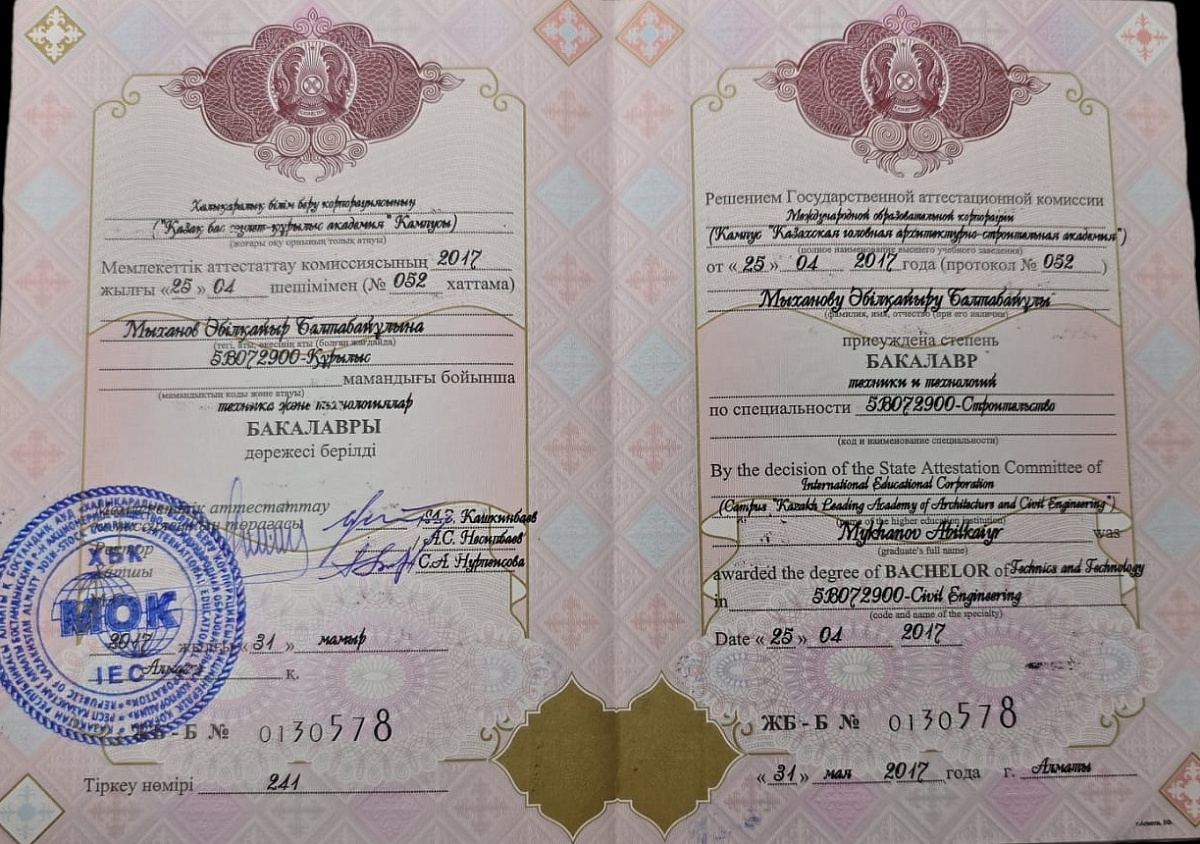 Халықаралық білім беру корпорациясының
("Қазақ бас сәулет-құрылыс академия" Кампусы)
(жоғары оқу орнының толық атауы)
Мемлекеттік аттестаттау комиссиясының 2017
жылғы «25» 04 шешімімен (№ 052 хаттама)
Мыханов Әбілқайыр Балтабайұлына
(тегі, аты, әкесінің аты (болған жағдайда)
5В072900-Құрылыс
мамандығы бойынша
(мамандықтың коды және атауы)
техника және технологиялар
БАКАЛАВРЫ
дәрежесі берілді
аттестаттау
төрағасы
Ректор
Хатшы
Кашкинбаев
А.С. Несипбаев
С.А. Нурпенсова
ХБК
МОК
IEC
2017 жылғы «31» мамыр
Алматы қ.
ЖБ - Б № 0130578
Тіркеу нөмірі 241
Решением Государственной аттестационной комиссии
Международной образовательной корпорации
(Кампус "Казахская головная архитектурно-строительная академия")
(полное наименование высшего учебного заведения)
от «25» 04 2017 года (протокол № 052 )
Мыханову Әбілқайыру Балтабайұлы
(фамилия, имя, отчество (при его наличии)
присуждена степень
БАКАЛАВР
техники и технологий
по специальности 5В072900-Строительство
(код и наименование специальности)
By the decision of the State Attestation Committee of
International Educational Corporation
(Campus "Kazakh Leading Academy of Architecture and Civil Engineering")
of the higher education institution)
Mykhanov Abilkaiyr was
(graduate's full name)
awarded the degree of BACHELOR of Technics and Technology
in 5B072900-Civil Engineering
(code and name of the specialty)
Date «25» 04 2017
ЖБ - Б № 0130578
«31» мая 2017 года г. Алматы